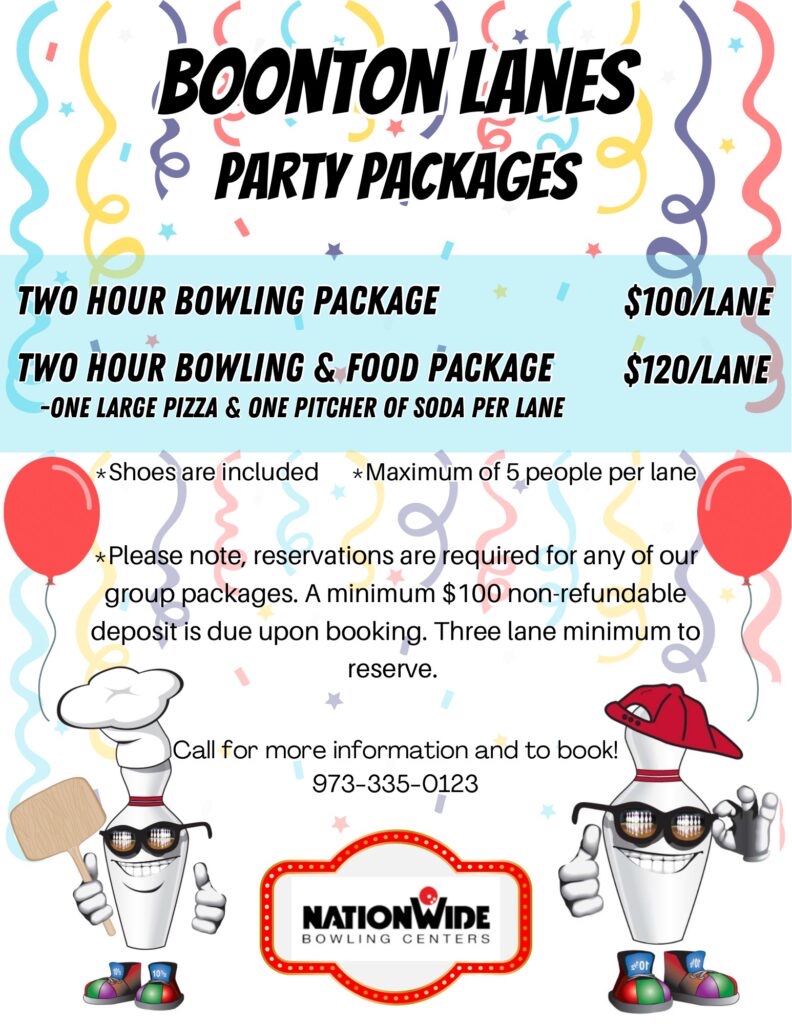 BOONTON LANES
PARTY PACKAGES
TWO HOUR BOWLING PACKAGE $100/LANE
TWO HOUR BOWLING & FOOD PACKAGE $120/LANE
-ONE LARGE PIZZA & ONE PITCHER OF SODA PER LANE
*Shoes are included *Maximum of 5 people per lane
*Please note, reservations are required for any of our
group packages. A minimum $100 non-refundable
deposit is due upon booking. Three lane minimum to
reserve.
Call for more information and to book!
973-335-0123
NATIONWIDE
BOWLING CENTERS